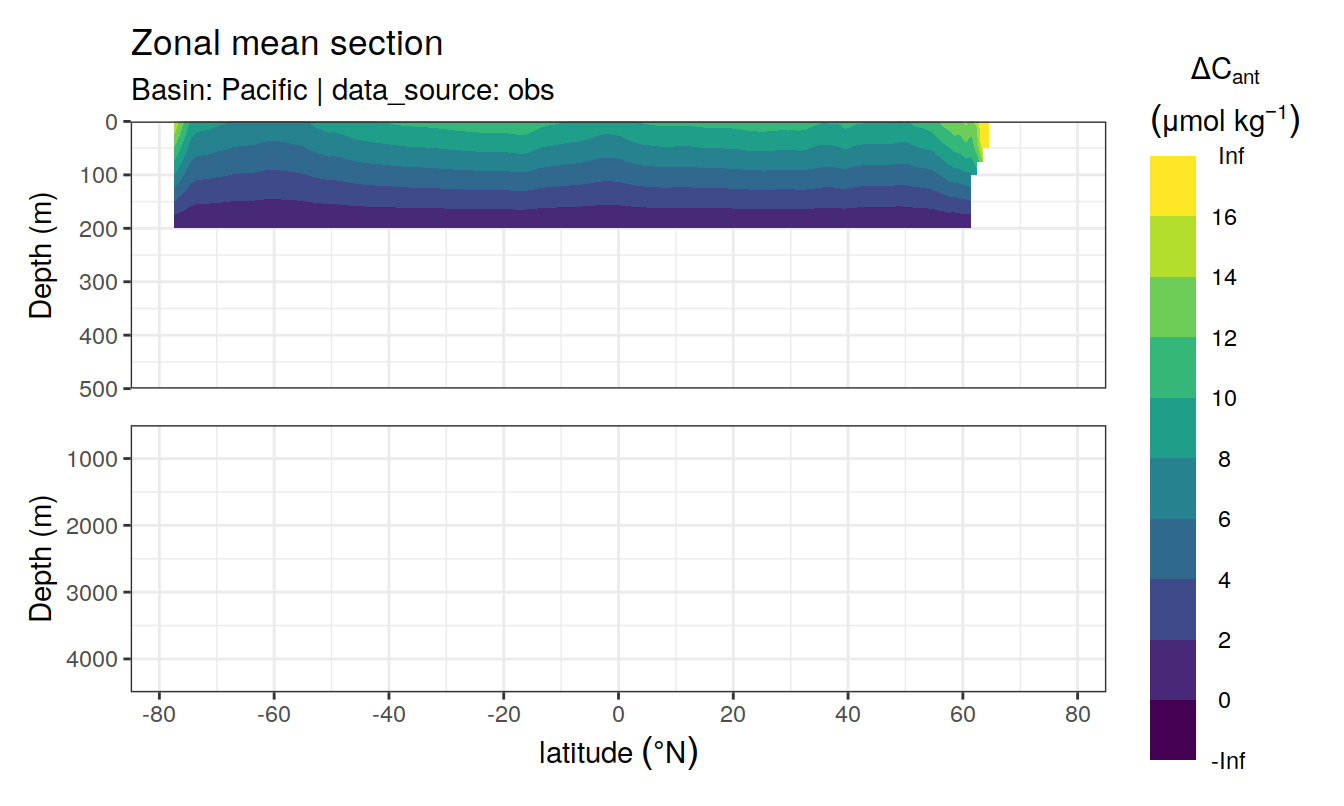 Zonal mean section
Basin: Pacific | data_source: obs
ΔCant
(μmol kg⁻¹)
Depth (m)
0
100
200
300
400
500
Depth (m)
1000
2000
3000
4000
-80 -60 -40 -20 0 20 40 60 80
latitude (°N)
Inf
16
14
12
10
8
6
4
2
0
-Inf